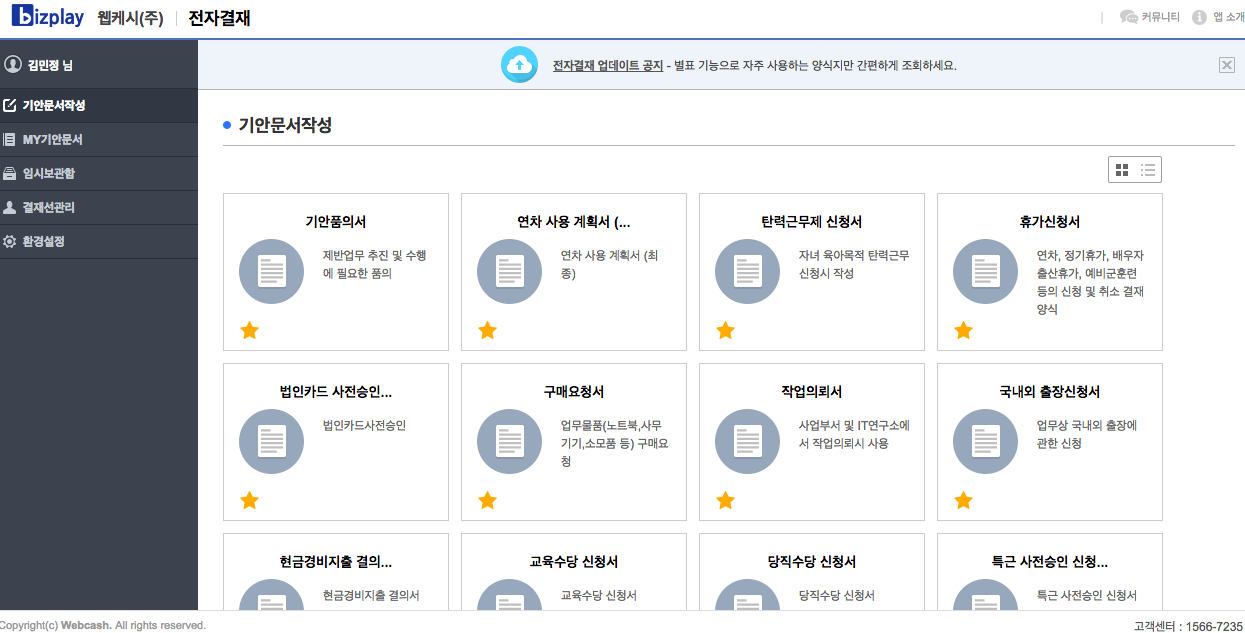 bizplay 웹케시(주) 전자결재
커뮤니티 앱 소개
김민정 님
전자결재 업데이트 공지 - 별표 기능으로 자주 사용하는 양식지만 간편하게 조회하세요.
기안문서작성
MY기안문서
임시보관함
결재선관리
환경설정
기안문서작성
기안품의서
제반업무 추진 및 수행
에 필요한 품의
연차 사용 계획서 (...
연차 사용 계획서 (최
종)
탄력근무제 신청서
자녀 육아목적 탄력근무
신청시 작성
휴가신청서
연차, 정기휴가, 배우자
출산휴가, 예비군훈련
등의 신청 및 취소 결재
양식
법인카드 사전승인...
법인카드사전승인
구매요청서
업무물품(노트북,사무
기기,소모품 등) 구매요
청
작업의뢰서
사업부서 및 IT연구소에
서 작업의뢰시 사용
국내외 출장신청서
업무상 국내외 출장에
관한 신청
현금경비지출 결의...
현금경비지출 결의서
교육수당 신청서
교육수당 신청서
당직수당 신청서
당직수당 신청서
특근 사전승인 신청...
특근 사전승인 신청서
Copyright(c) Webcash. All rights reserved.
고객센터 : 1566-7235